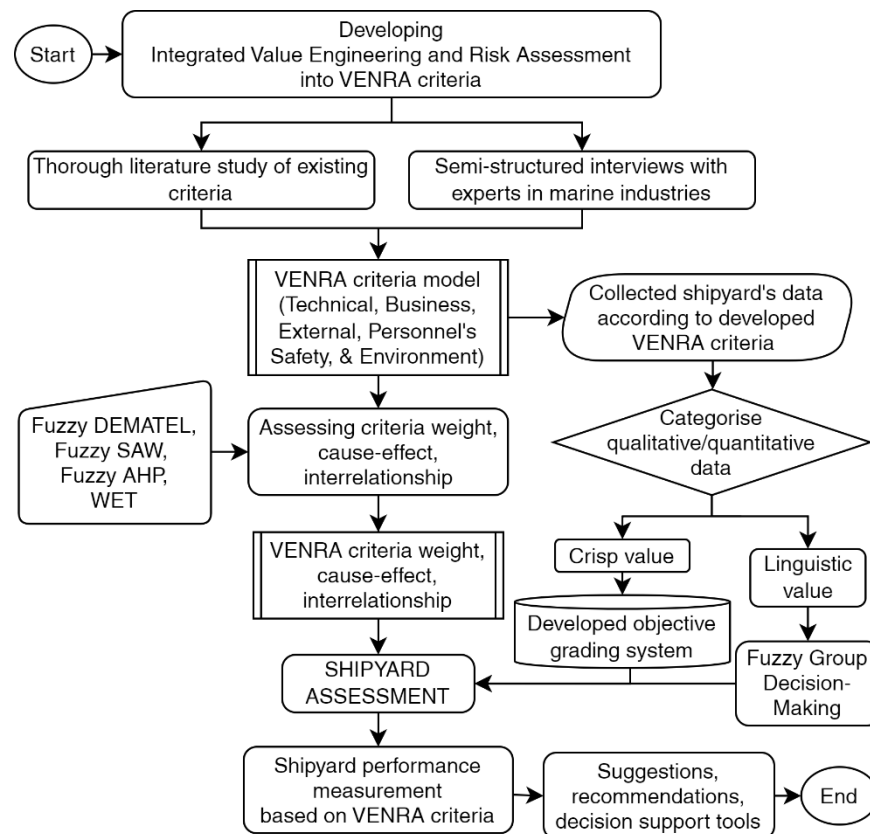 Start
Developing
Integrated Value Engineering and Risk Assessment
into VENRA criteria
Thorough literature study of existing
criteria
Semi-structured interviews with
experts in marine industries
VENRA criteria model
(Technical, Business,
External, Personnel's
Safety, & Environment)
Collected shipyard's data
according to developed
VENRA criteria
Fuzzy DEMATEL,
Fuzzy SAW,
Fuzzy AHP,
WET
Assessing criteria weight,
cause-effect,
interrelationship
Categorise
qualitative/quantitative
data
VENRA criteria weight,
cause-effect,
interrelationship
Crisp value
Linguistic
value
Developed objective
grading system
Fuzzy Group
Decision-
Making
SHIPYARD
ASSESSMENT
Shipyard performance
measurement
based on VENRA criteria
Suggestions,
recommendations,
decision support tools
End